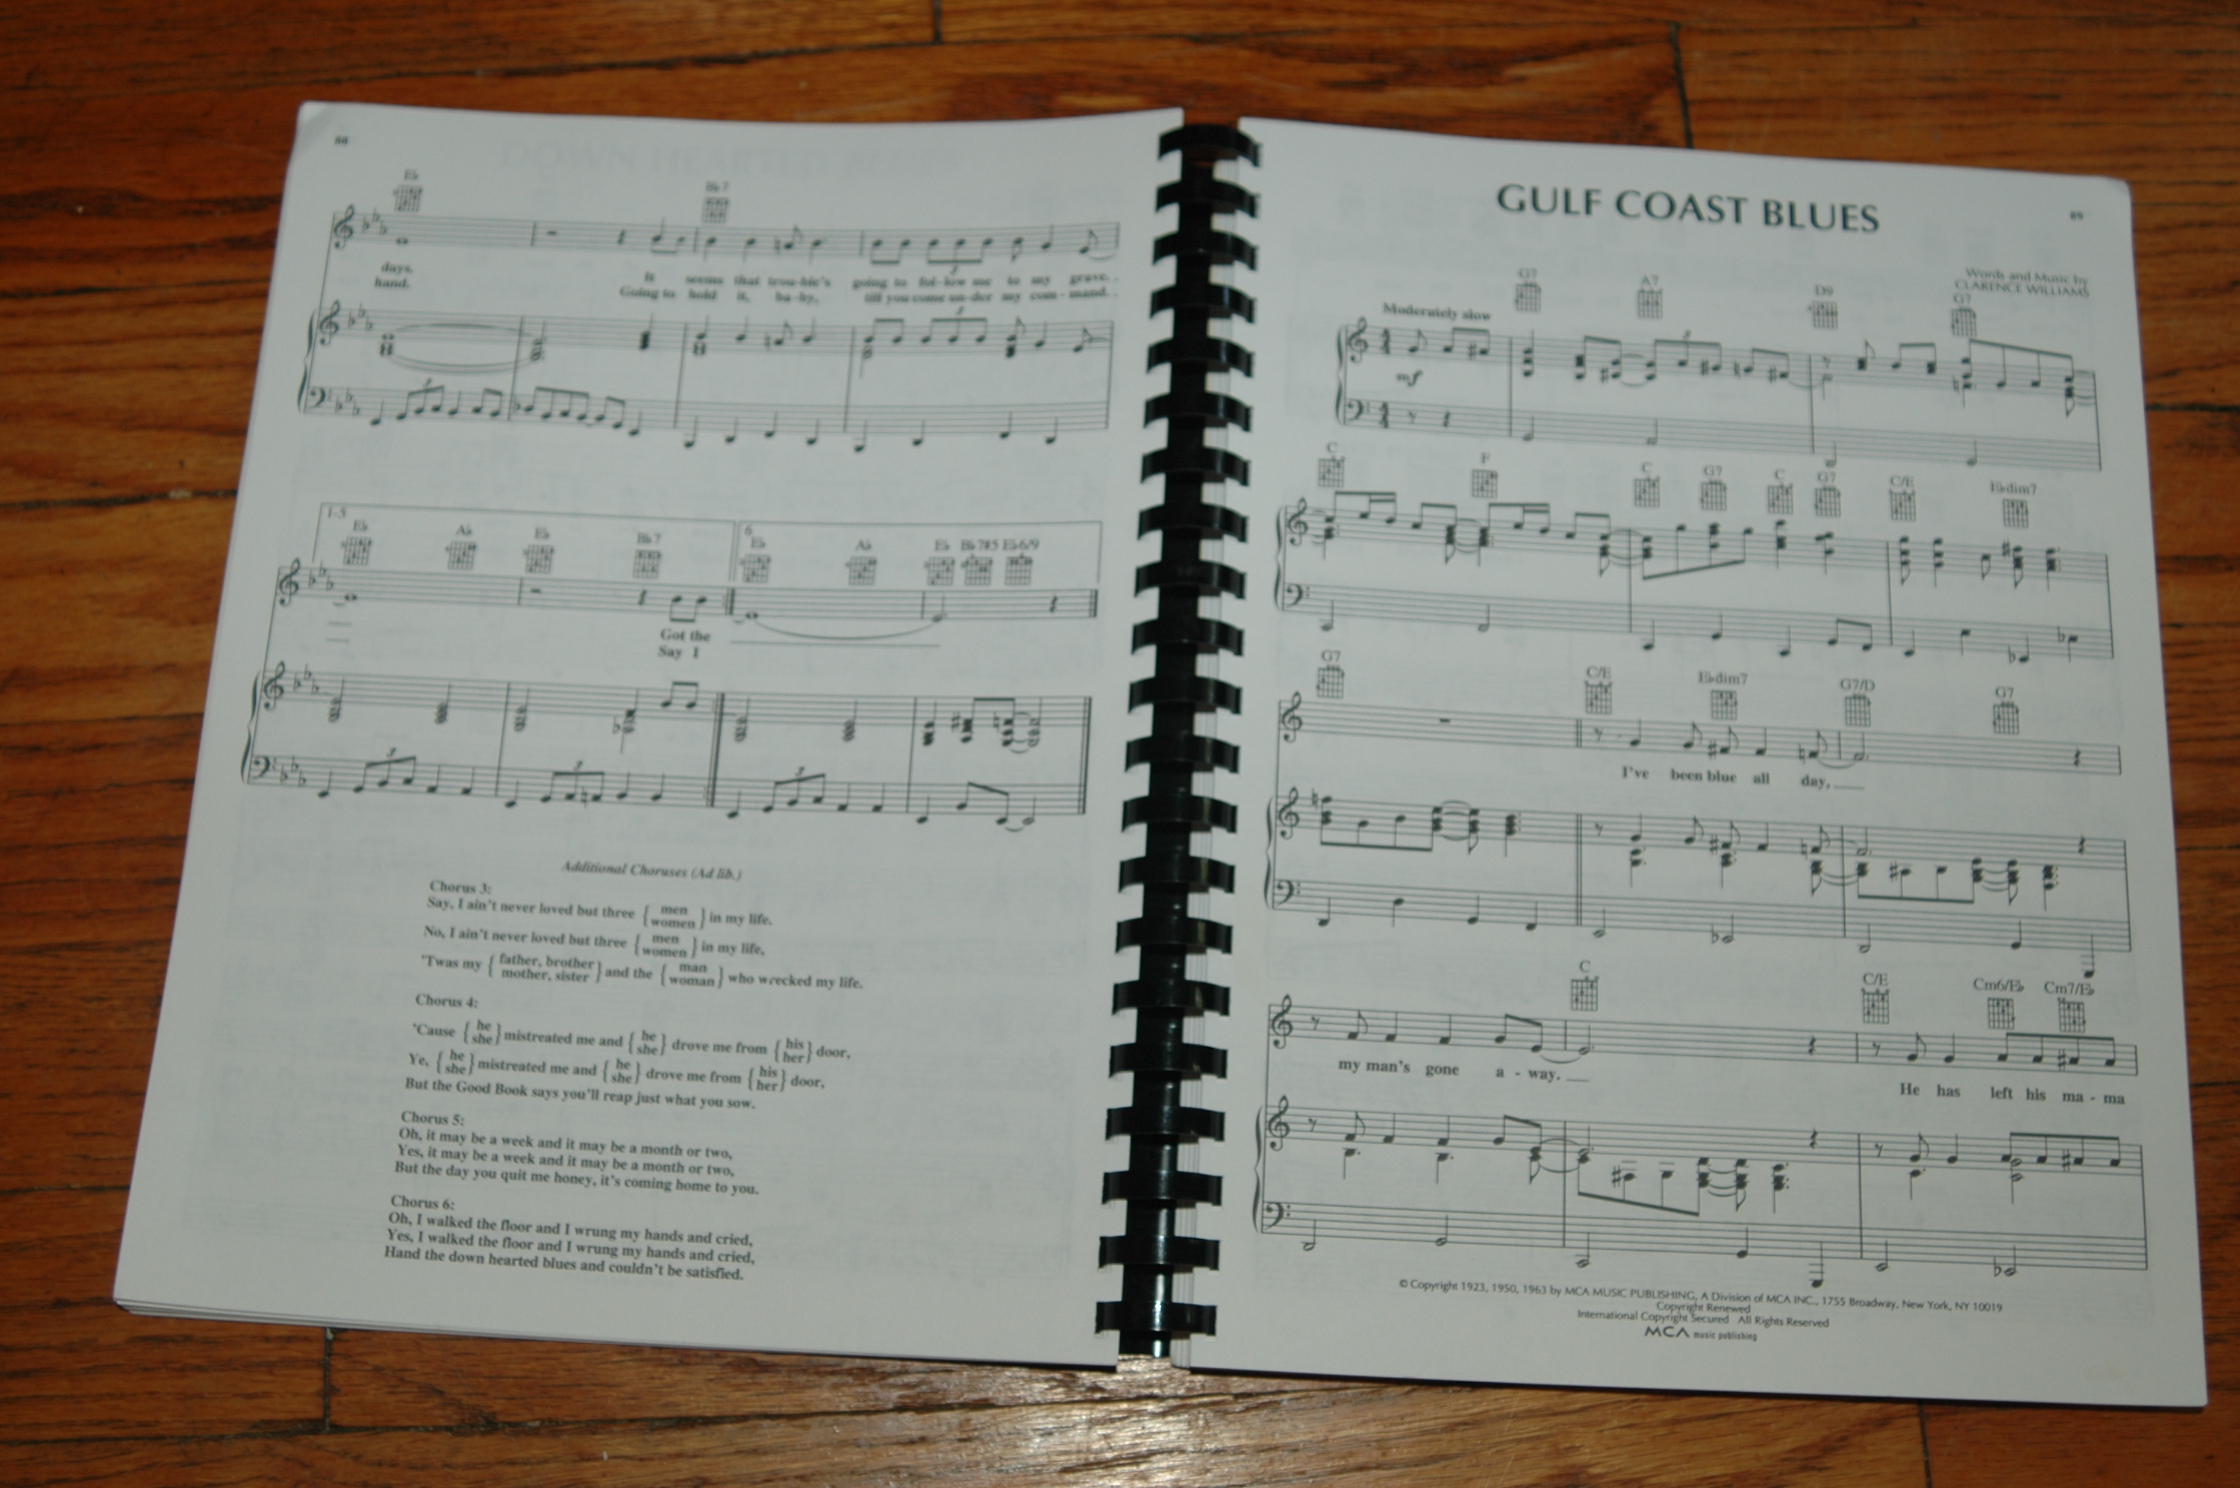 88
E♭ B♭7
days. It seems that trou-ble's going to fol-low me to my grave.
hand. Going to hold it, ba-by, till you come un-der my com-mand.
3 3
3
1-5 6
E♭ A♭ E♭ B♭7 E♭ A♭ E♭ B♭7#5 E♭6/9
Got the
Say I
3 3 3
Additional Choruses (Ad lib.)
Chorus 3:
Say, I ain't never loved but three { men women } in my life.
No, I ain't never loved but three { men women } in my life,
'Twas my { father, brother mother, sister } and the { man woman } who wrecked my life.
Chorus 4:
'Cause { he she } mistreated me and { he she } drove me from { his her } door,
Ye, { he she } mistreated me and { he she } drove me from { his her } door,
But the Good Book says you'll reap just what you sow.
Chorus 5:
Oh, it may be a week and it may be a month or two,
Yes, it may be a week and it may be a month or two,
But the day you quit me honey, it's coming home to you.
Chorus 6:
Oh, I walked the floor and I wrung my hands and cried,
Yes, I walked the floor and I wrung my hands and cried,
Hand the down hearted blues and couldn't be satisfied.
GULF COAST BLUES
89
Words and Music by
CLARENCE WILLIAMS
Moderately slow
G7 A7 D9 G7
3
mf
C F C G7 C G7 C/E E♭dim7
G7 C/E E♭dim7 G7/D G7
I've been blue all day,
C C/E Cm6/E♭ Cm7/E♭
my man's gone a - way. He has left his ma - ma
© Copyright 1923, 1950, 1963 by MCA MUSIC PUBLISHING, A Division of MCA INC., 1755 Broadway, New York, NY 10019
Copyright Renewed
International Copyright Secured All Rights Reserved
MCA music publishing